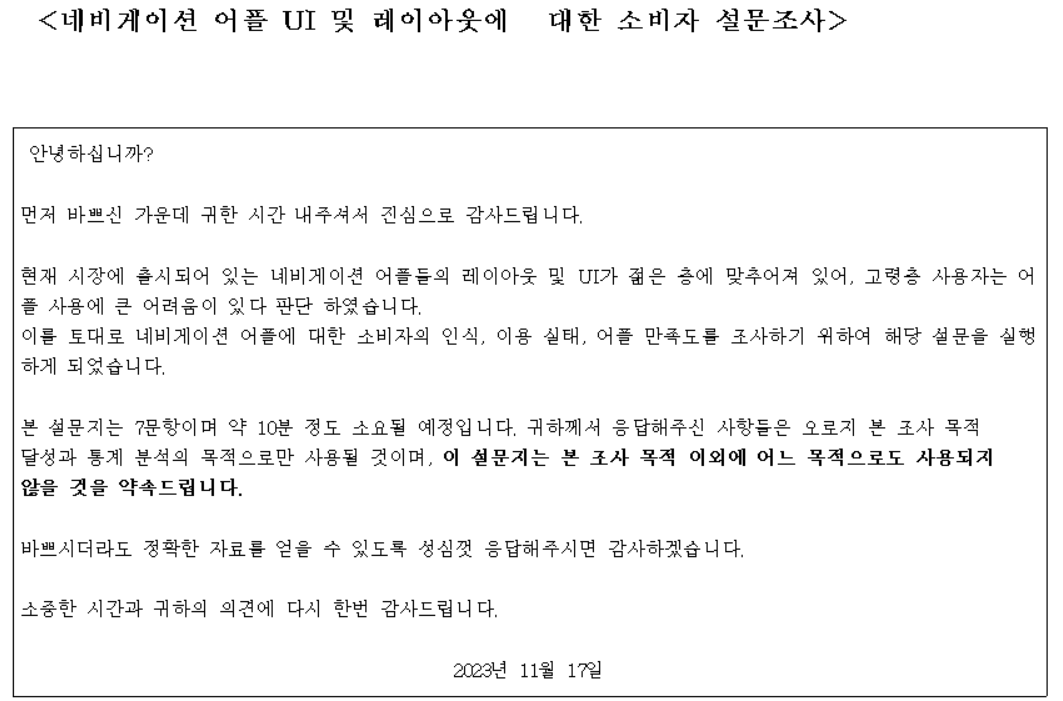 <네비게이션 어플 UI 및 레이아웃에 대한 소비자 설문조사>
안녕하십니까?
먼저 바쁘신 가운데 귀한 시간 내주셔서 진심으로 감사드립니다.
현재 시장에 출시되어 있는 네비게이션 어플들의 레이아웃 및 UI가 젊은 층에 맞추어져 있어, 고령층 사용자는 어
플 사용에 큰 어려움이 있다 판단 하였습니다.
이를 토대로 네비게이션 어플에 대한 소비자의 인식, 이용 실태, 어플 만족도를 조사하기 위하여 해당 설문을 실행
하게 되었습니다.
본 설문지는 7문항이며 약 10분 정도 소요될 예정입니다. 귀하께서 응답해주신 사항들은 오로지 본 조사 목적
달성과 통계 분석의 목적으로만 사용될 것이며, 이 설문지는 본 조사 목적 이외에 어느 목적으로도 사용되지
않을 것을 약속드립니다.
바쁘시더라도 정확한 자료를 얻을 수 있도록 성심껏 응답해주시면 감사하겠습니다.
소중한 시간과 귀하의 의견에 다시 한번 감사드립니다.
2023년 11월 17일